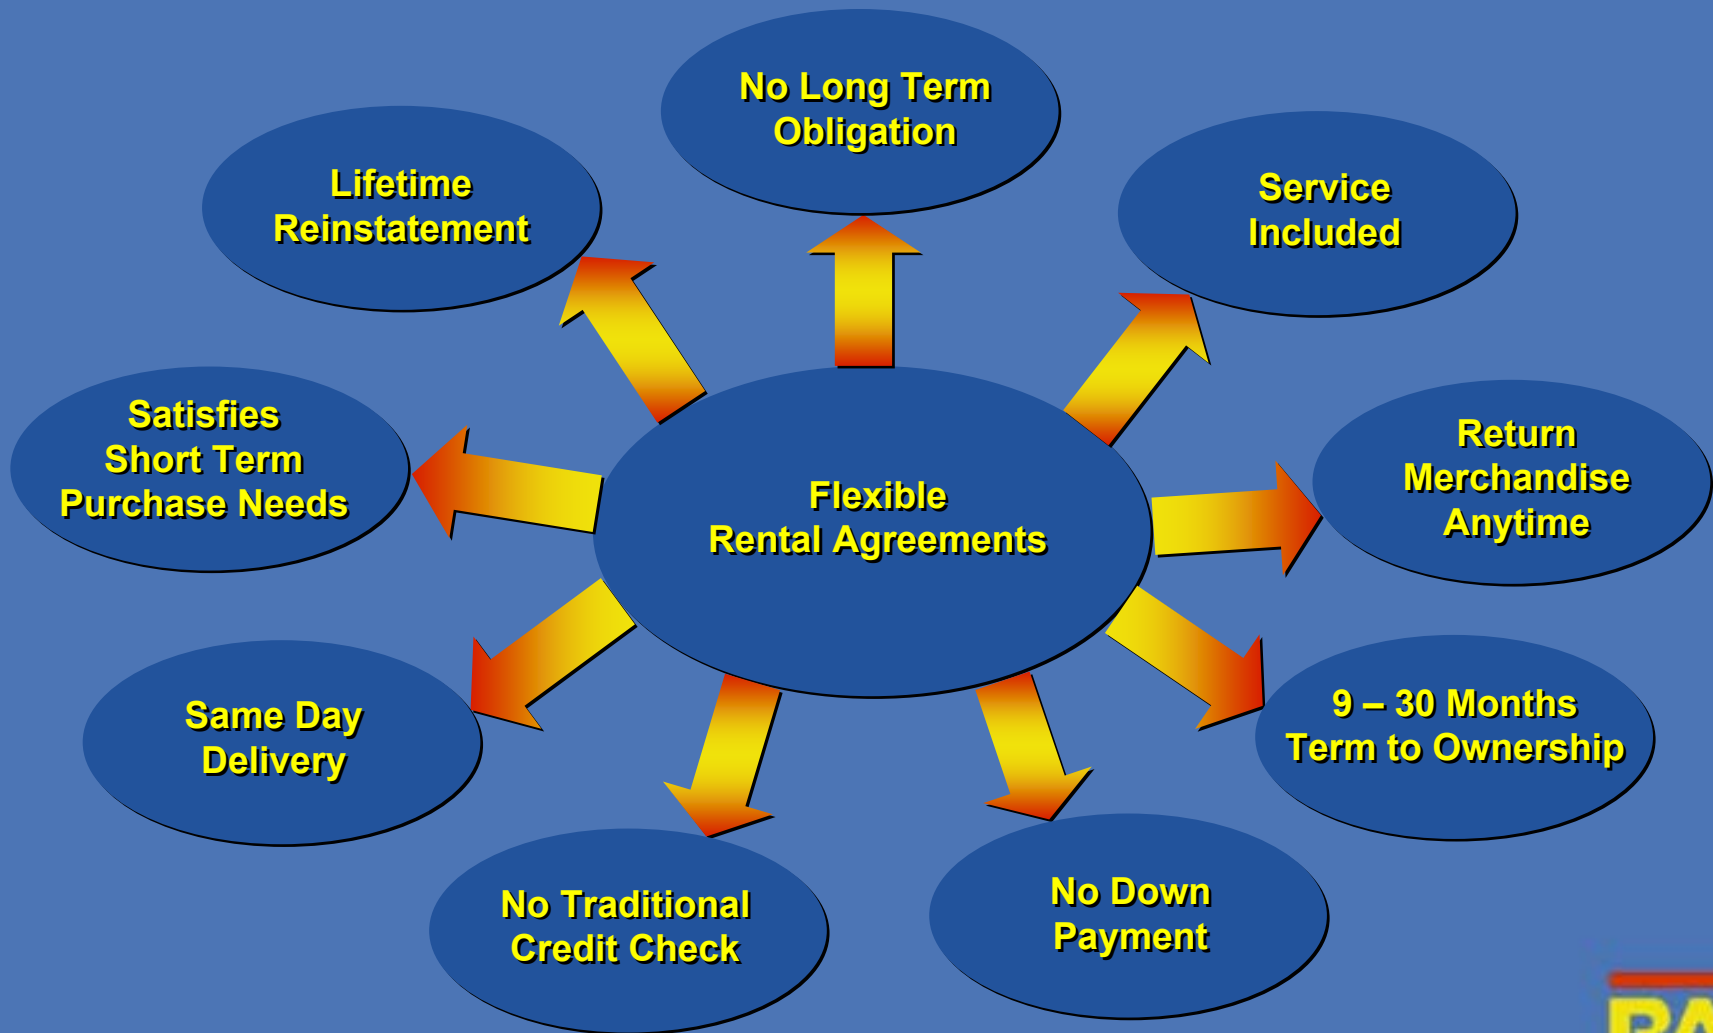 No Long Term
Obligation
Lifetime
Reinstatement
Service
Included
Satisfies
Short Term
Purchase Needs
Flexible
Rental Agreements
Return
Merchandise
Anytime
Same Day
Delivery
9 – 30 Months
Term to Ownership
No Traditional
Credit Check
No Down
Payment